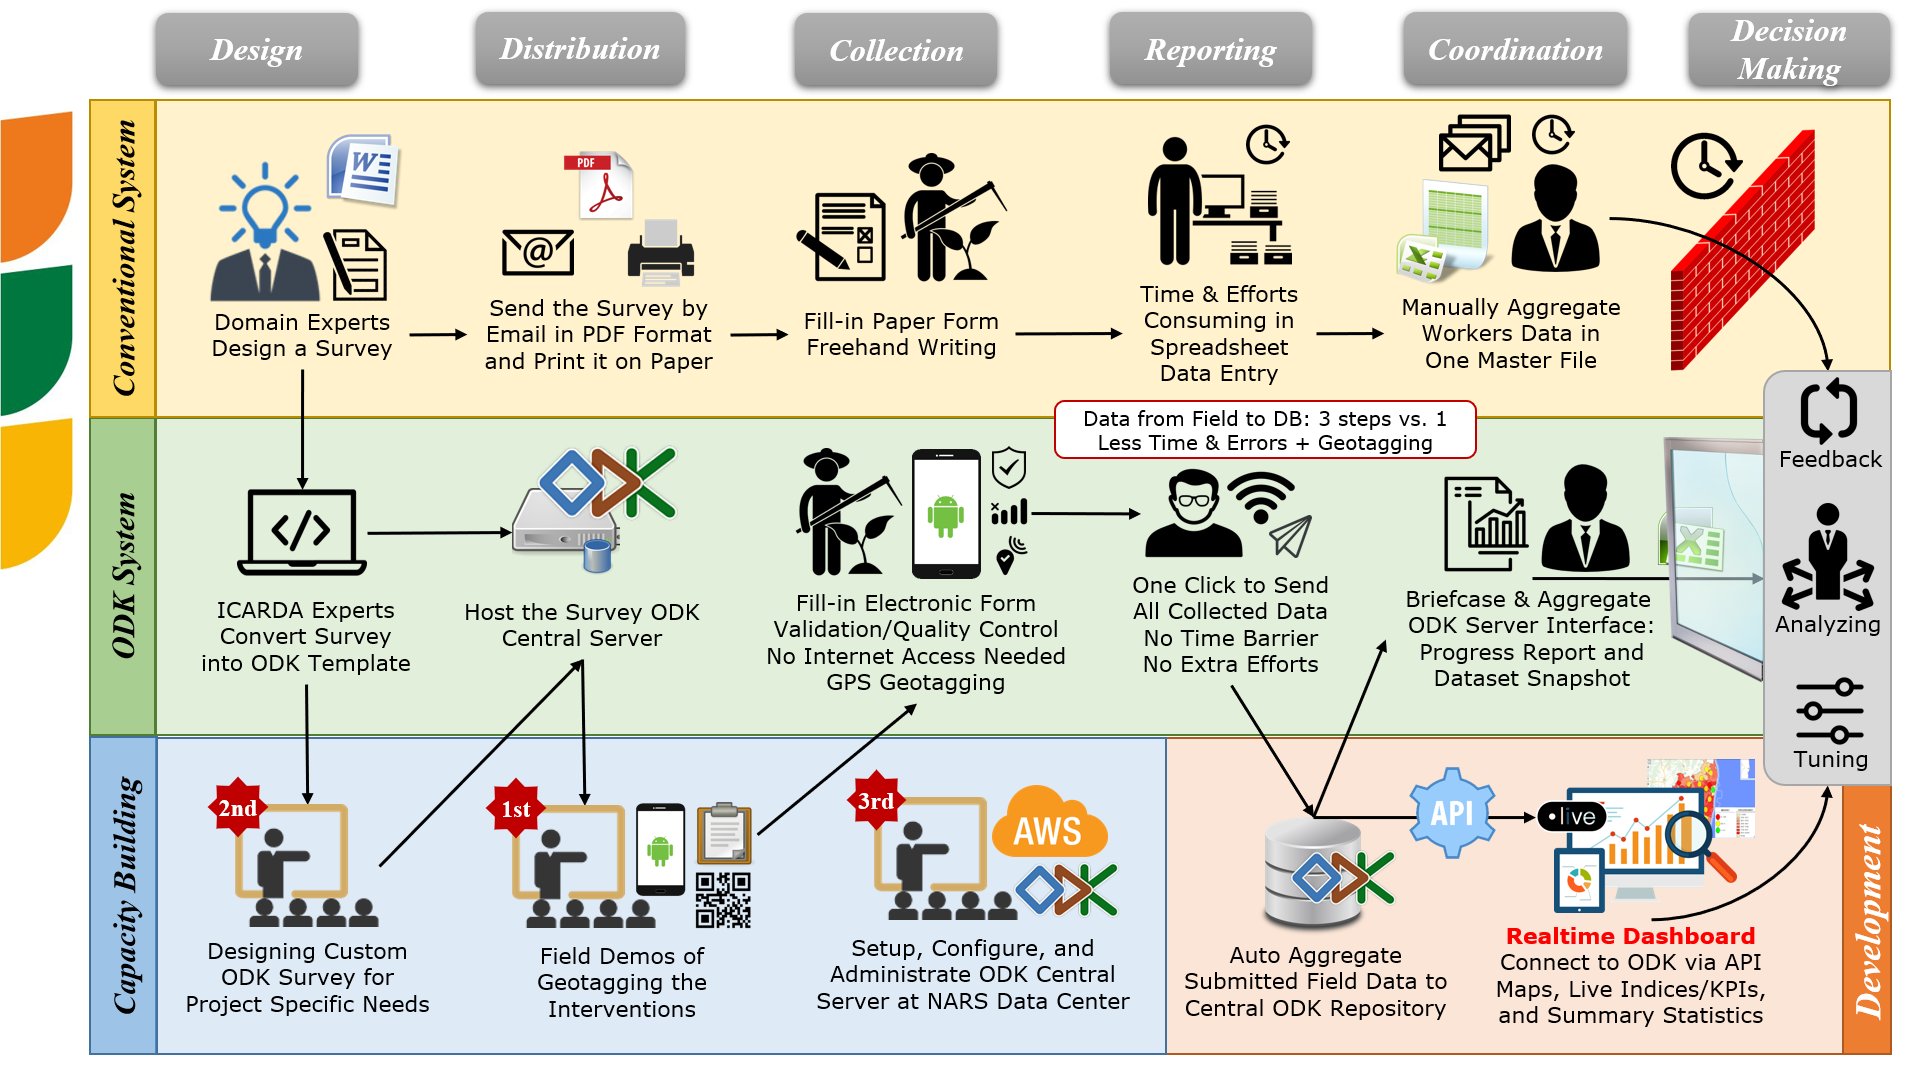 Design
Distribution
Collection
Reporting
Coordination
Decision
Making
Conventional System
W
PDF
@
Domain Experts
Design a Survey
Send the Survey by
Email in PDF Format
and Print it on Paper
Fill-in Paper Form
Freehand Writing
Time & Efforts
Consuming in
Spreadsheet
Data Entry
X
Manually Aggregate
Workers Data in
One Master File
Data from Field to DB: 3 steps vs. 1
Less Time & Errors + Geotagging
ODK System
</>
ODK
ICARDA Experts
Convert Survey
into ODK Template
Host the Survey ODK
Central Server
Fill-in Electronic Form
Validation/Quality Control
No Internet Access Needed
GPS Geotagging
One Click to Send
All Collected Data
No Time Barrier
No Extra Efforts
X
Briefcase & Aggregate
ODK Server Interface:
Progress Report and
Dataset Snapshot
Feedback
Analyzing
Tuning
Capacity Building
2nd
Designing Custom
ODK Survey for
Project Specific Needs
1st
Field Demos of
Geotagging the
Interventions
3rd
AWS
ODK
Setup, Configure, and
Administrate ODK Central
Server at NARS Data Center
ODK
Auto Aggregate
Submitted Field Data to
Central ODK Repository
API
live
Realtime Dashboard
Connect to ODK via API
Maps, Live Indices/KPIs,
and Summary Statistics
Development